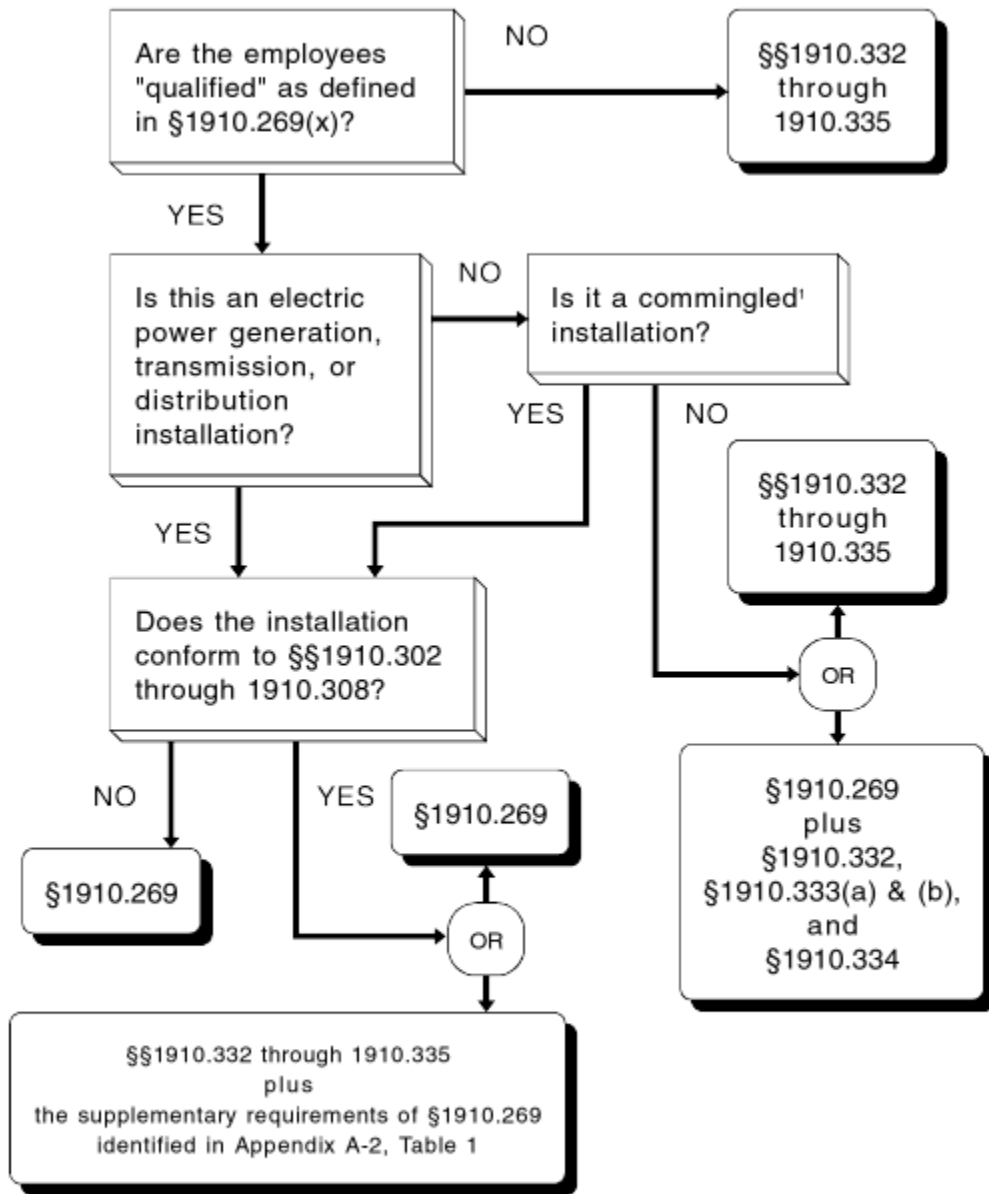 Are the employees
"qualified" as defined
in §1910.269(x)?
NO
§§1910.332
through
1910.335
YES
Is this an electric
power generation,
transmission, or
distribution
installation?
NO
Is it a commingled¹
installation?
YES
NO
§§1910.332
through
1910.335
YES
OR
Does the installation
conform to §§1910.302
through 1910.308?
§1910.269
plus
§1910.332,
§1910.333(a) & (b),
and
§1910.334
NO
YES
§1910.269
§1910.269
OR
§§1910.332 through 1910.335
plus
the supplementary requirements of §1910.269
identified in Appendix A-2, Table 1